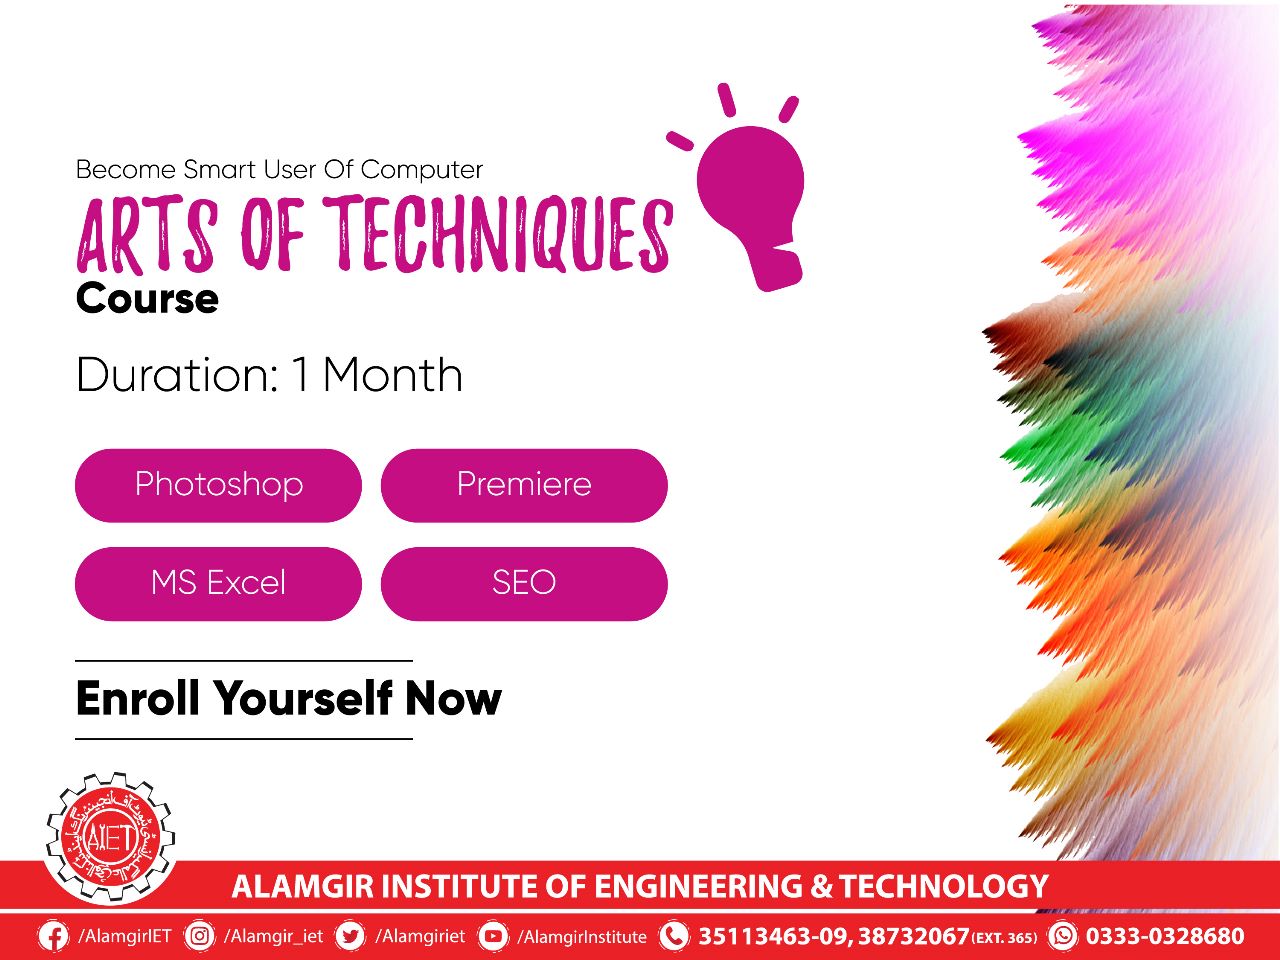 Become Smart User Of Computer
ARTS OF TECHNIQUES
Course
Duration: 1 Month
Photoshop
Premiere
MS Excel
SEO
Enroll Yourself Now
AIET
ALAMGIR INSTITUTE OF ENGINEERING & TECHNOLOGY
/AlamgirIET /Alamgir_iet /Alamgiriet /AlamgirInstitute 35113463-09, 38732067 (EXT. 365) 0333-0328680